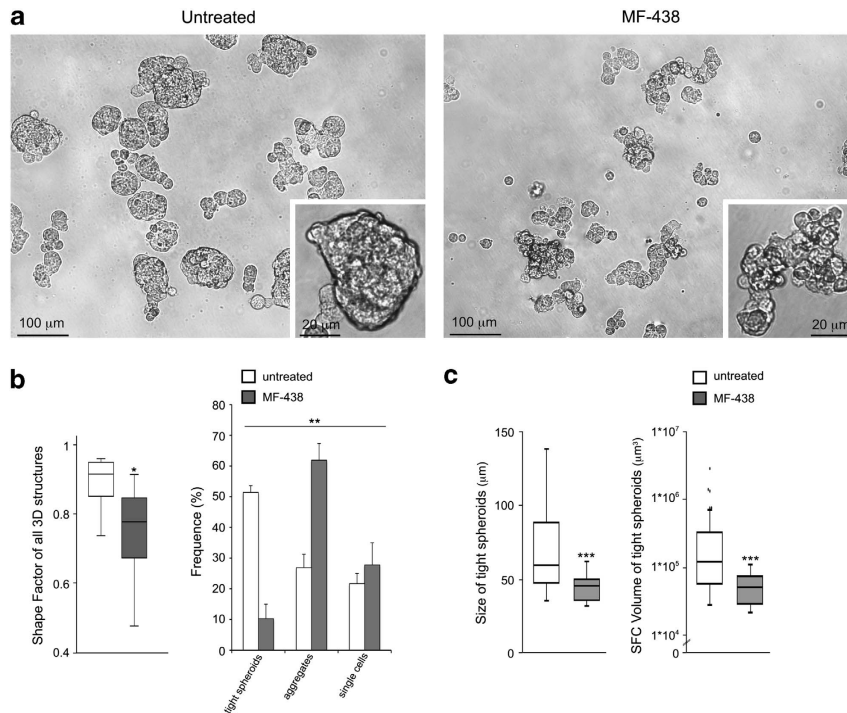 a
Untreated
MF-438
100 μm
20 μm
100 μm
20 μm
b
untreated
MF-438
Shape Factor of all 3D structures
1
0.8
0.6
0.4
*
Frequence (%)
80
70
60
50
40
30
20
10
0
**
tight spheroids
aggregates
single cells
c
untreated
MF-438
Size of tight spheroids (μm)
150
100
50
0
***
SFC Volume of tight spheroids (μm³)
1*10⁷
1*10⁶
1*10⁵
1*10⁴
0
***